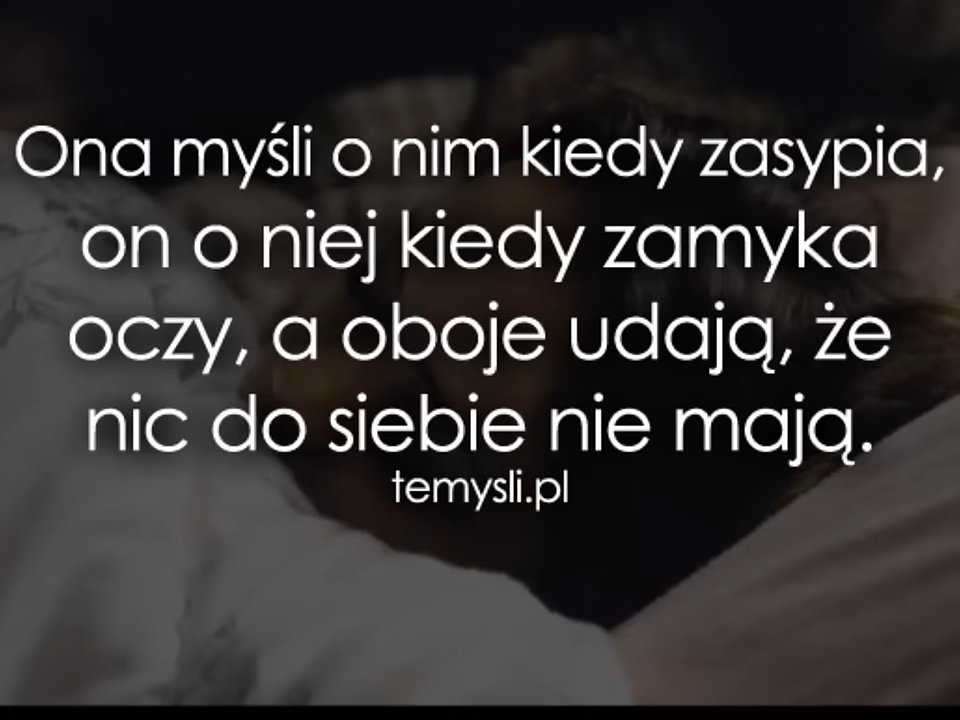 Ona myśli o nim kiedy zasypia,
on o niej kiedy zamyka
oczy, a oboje udają, że
nic do siebie nie mają.
temysli.pl